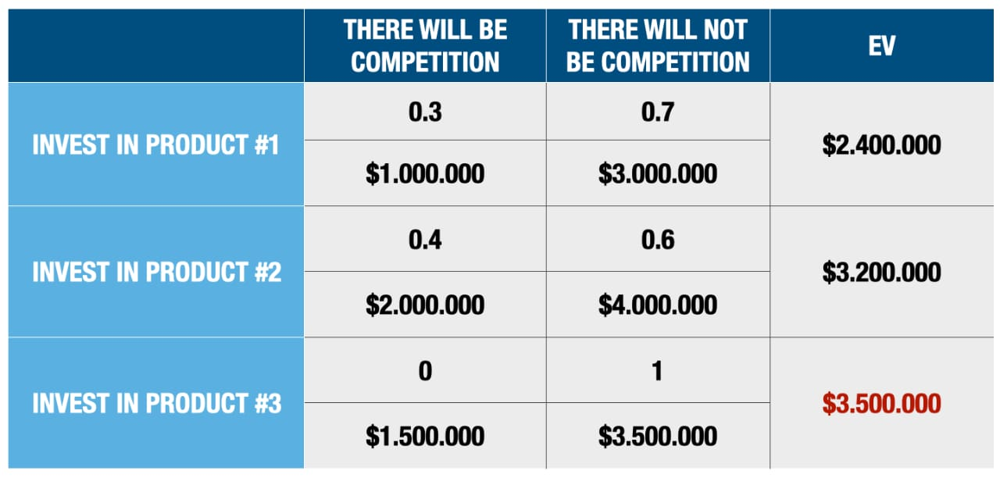 THERE WILL BE
COMPETITION
THERE WILL NOT
BE COMPETITION
EV
INVEST IN PRODUCT #1
0.3
0.7
$1.000.000
$3.000.000
$2.400.000
INVEST IN PRODUCT #2
0.4
0.6
$2.000.000
$4.000.000
$3.200.000
INVEST IN PRODUCT #3
0
1
$1.500.000
$3.500.000
$3.500.000